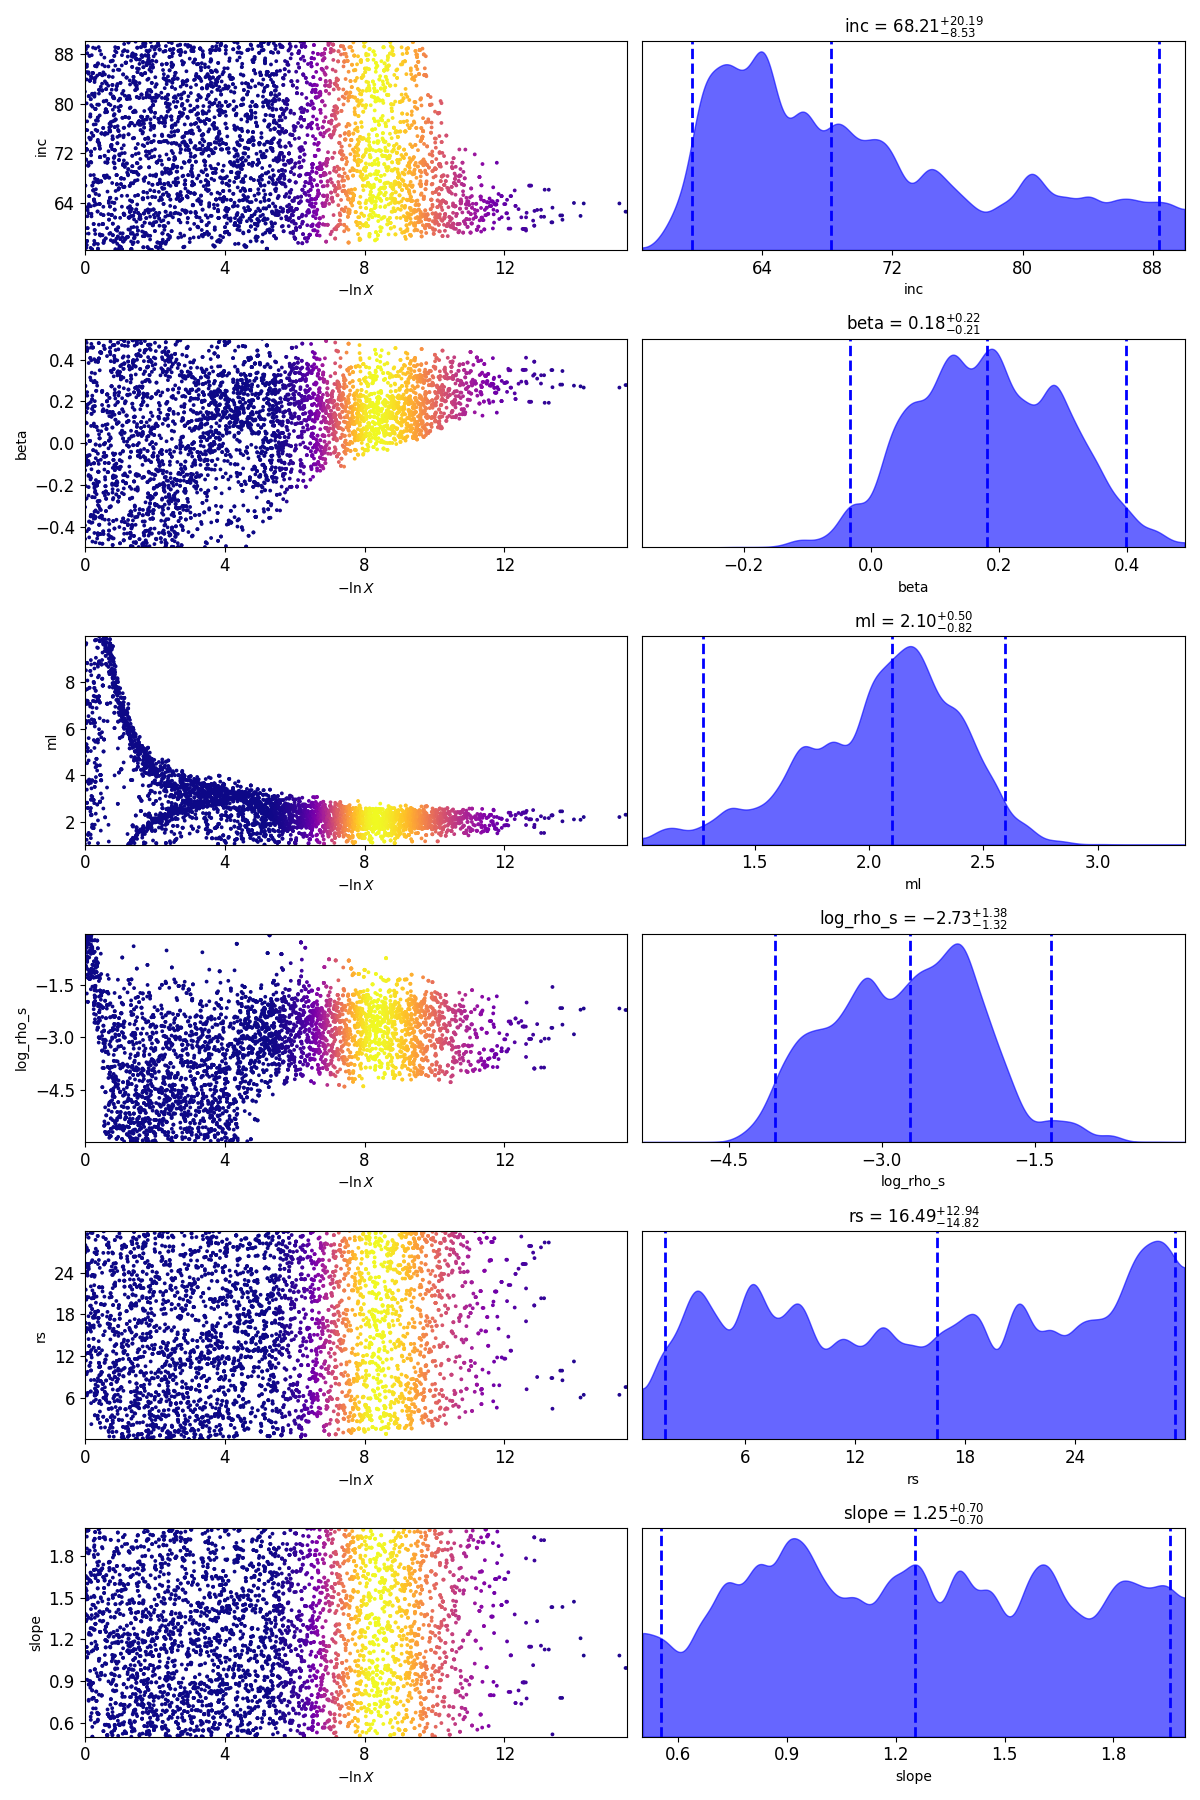 inc = 68.21+20.19−8.53
88
80
72
64
inc
0 4 8 12
−ln X
64 72 80 88
inc
beta = 0.18+0.22−0.21
0.4
0.2
0.0
−0.2
−0.4
beta
0 4 8 12
−ln X
−0.2 0.0 0.2 0.4
beta
ml = 2.10+0.50−0.82
8
6
4
2
ml
0 4 8 12
−ln X
1.5 2.0 2.5 3.0
ml
log_rho_s = −2.73+1.38−1.32
−1.5
−3.0
−4.5
log_rho_s
0 4 8 12
−ln X
−4.5 −3.0 −1.5
log_rho_s
rs = 16.49+12.94−14.82
24
18
12
6
rs
0 4 8 12
−ln X
6 12 18 24
rs
slope = 1.25+0.70−0.70
1.8
1.5
1.2
0.9
0.6
slope
0 4 8 12
−ln X
0.6 0.9 1.2 1.5 1.8
slope